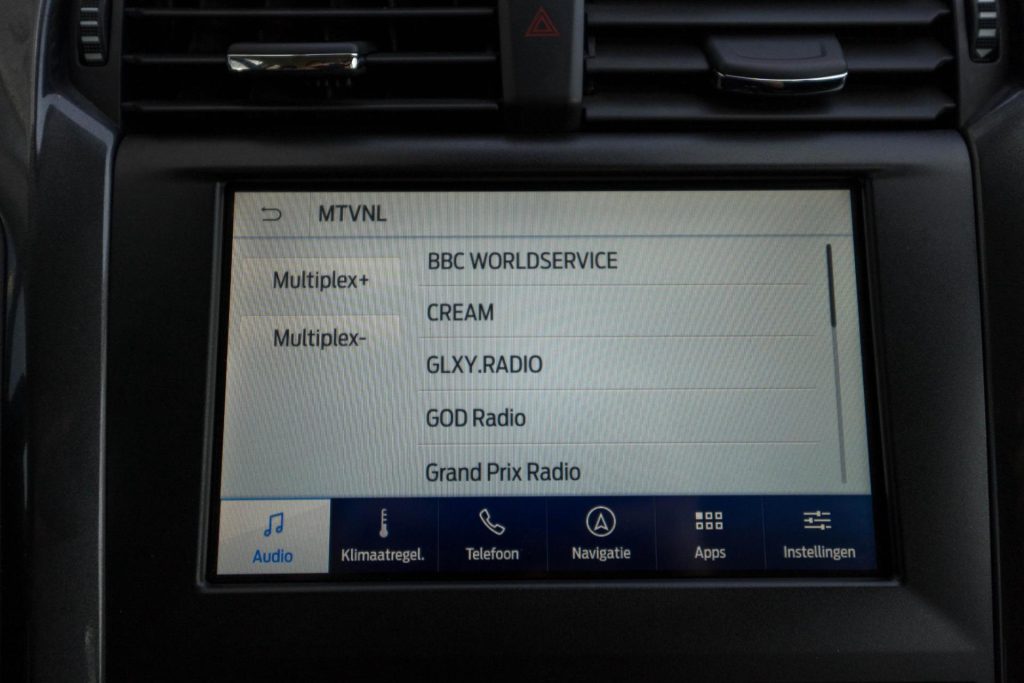 MTVNL
Multiplex+
Multiplex-
BBC WORLDSERVICE
CREAM
GLXY.RADIO
GOD Radio
Grand Prix Radio
Audio
Klimaatregel.
Telefoon
Navigatie
Apps
Instellingen